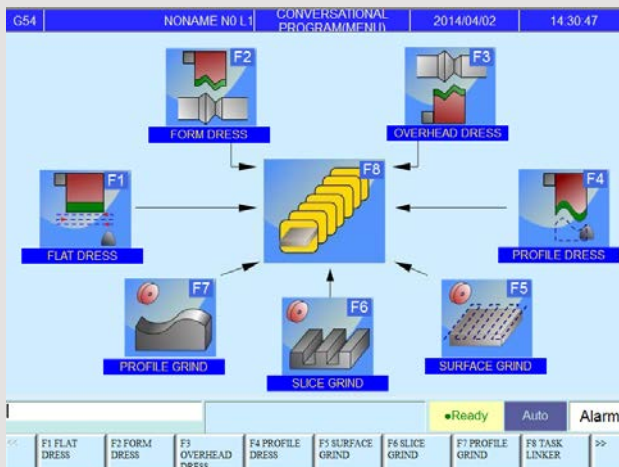 G54 NONAME N0 L1 CONVERSATIONAL 2014/04/02 14:30:47
PROGRAM(MENU)
F2
FORM DRESS
F3
OVERHEAD DRESS
F1
FLAT DRESS
F8
F4
PROFILE DRESS
F7
PROFILE GRIND
F6
SLICE GRIND
F5
SURFACE GRIND
●Ready Auto Alarm
<< F1 FLAT F2 FORM F3 F4 PROFILE F5 SURFACE F6 SLICE F7 PROFILE F8 TASK >>
DRESS DRESS OVERHEAD DRESS GRIND GRIND GRIND LINKER
DRESS